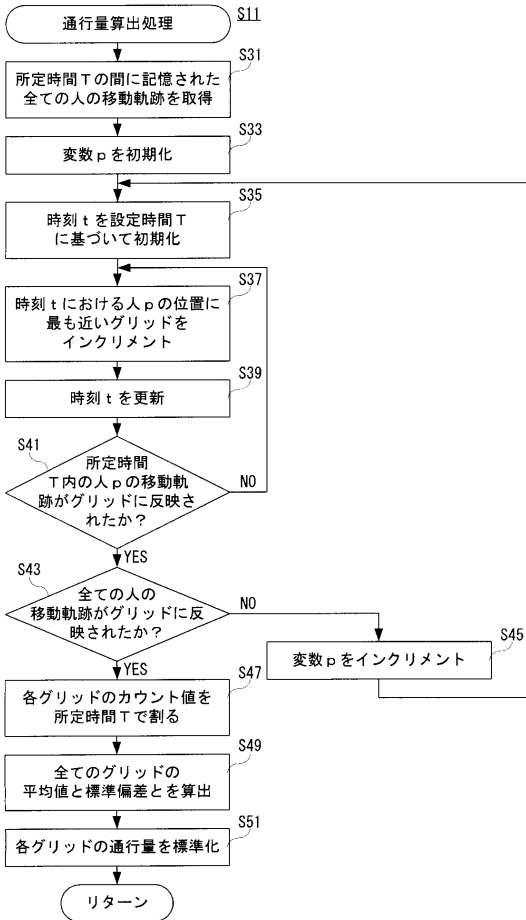 通行量算出処理
S11
S31
所定時間Tの間に記憶された
全ての人の移動軌跡を取得
S33
変数pを初期化
S35
時刻tを設定時間T
に基づいて初期化
S37
時刻tにおける人pの位置に
最も近いグリッドを
インクリメント
S39
時刻tを更新
S41
所定時間
T内の人pの移動軌
跡がグリッドに反映さ
れたか？
NO
YES
S43
全ての人の
移動軌跡がグリッドに反
映されたか？
NO
YES
S45
変数pをインクリメント
S47
各グリッドのカウント値を
所定時間Tで割る
S49
全てのグリッドの
平均値と標準偏差とを算出
S51
各グリッドの通行量を標準化
リターン